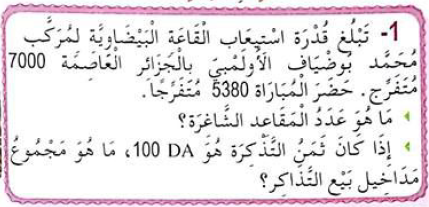 1- تَبْلُغُ قُدْرَةُ اسْتِيعَابِ الْقَاعَةِ الْبَيْضَاوِيَّةِ لِمُرَكَّبِ
مُحَمَّد بُوضْيَاف الْأُولَمْبِيِّ بِالْجَزَائِرِ الْعَاصِمَةِ 7000
مُتَفَرِّجٍ. حَضَرَ الْمُبَارَاةَ 5380 مُتَفَرِّجًا.
مَا هُوَ عَدَدُ الْمَقَاعِدِ الشَّاغِرَةِ؟
إِذَا كَانَ ثَمَنُ التَّذْكِرَةِ هُوَ 100 DA، مَا هُوَ مَجْمُوعُ
مَدَاخِيلِ بَيْعِ التَّذَاكِرِ؟